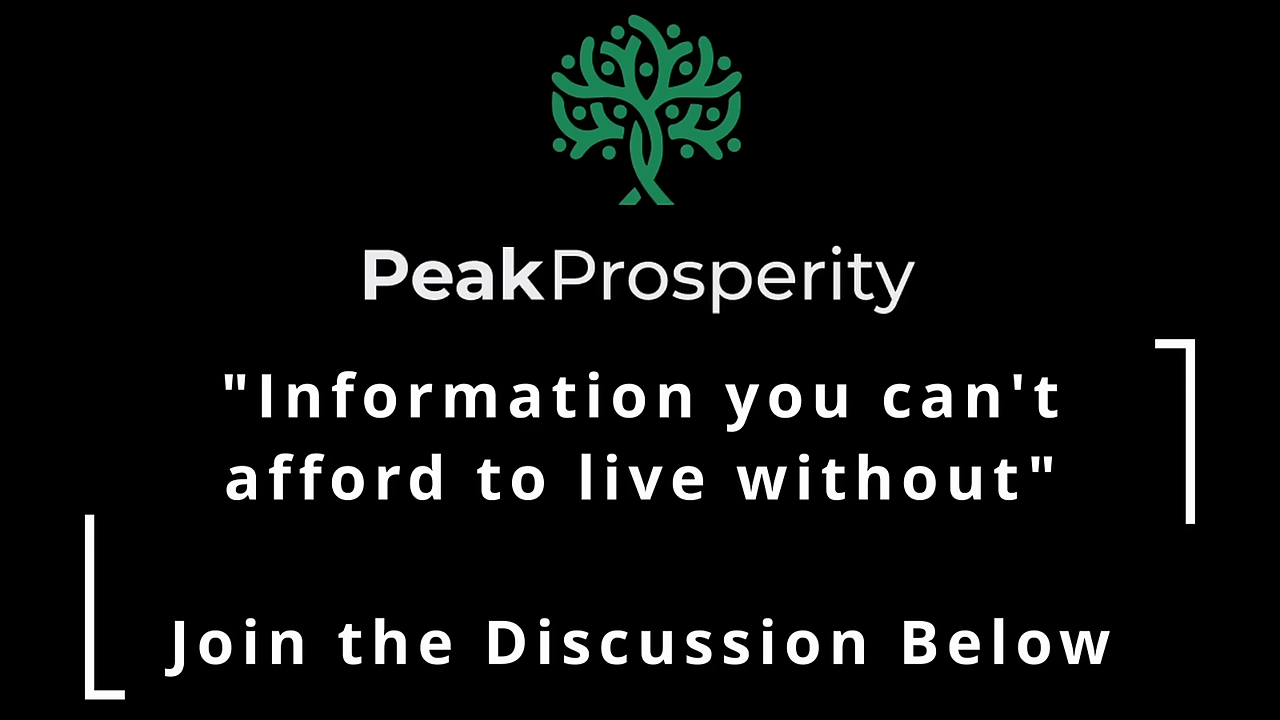 PeakProsperity
"Information you can't
afford to live without"
Join the Discussion Below